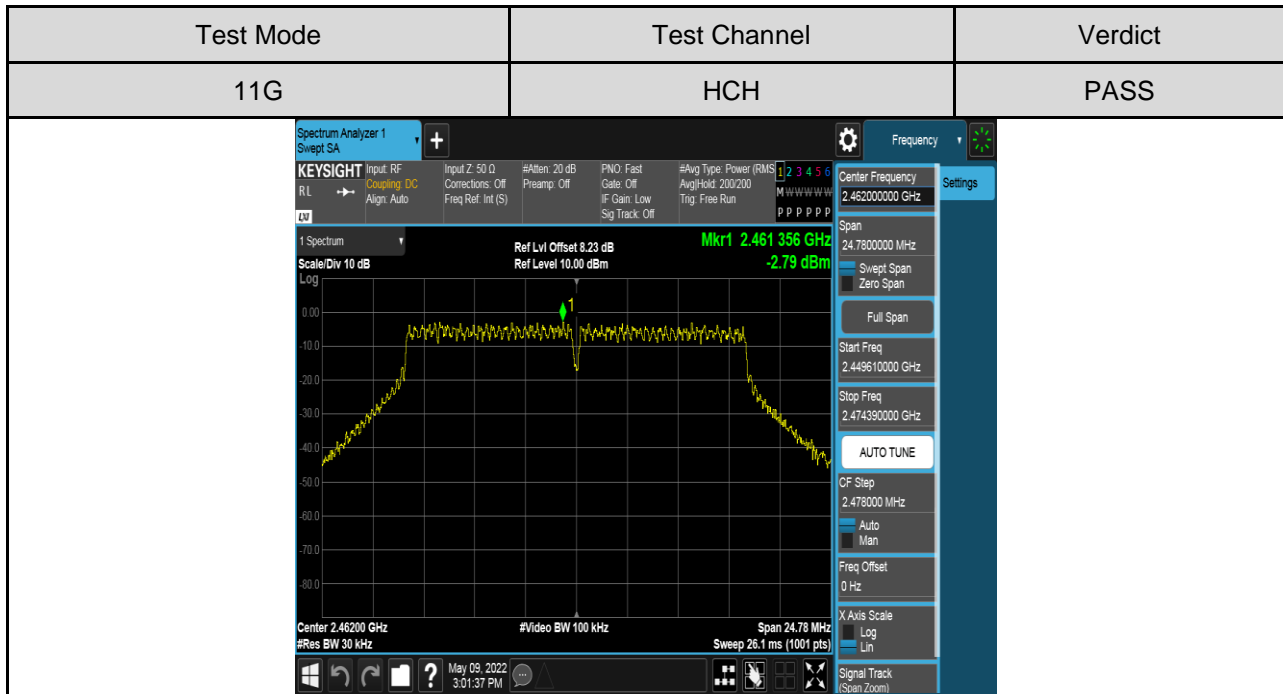 Test Mode Test Channel Verdict
11G HCH PASS
Spectrum Analyzer 1
Swept SA
+
Frequency
KEYSIGHT Input: RF Input Z: 50 Ω #Atten: 20 dB PNO: Fast #Avg Type: Power (RMS 1 2 3 4 5 6
RL Coupling: DC Corrections: Off Preamp: Off Gate: Off Avg|Hold: 200/200 M W W W W W
Align: Auto Freq Ref: Int (S) IF Gain: Low Trig: Free Run
LXI Sig Track: Off P P P P P P
1 Spectrum Ref Lvl Offset 8.23 dB Mkr1 2.461 356 GHz
Scale/Div 10 dB Ref Level 10.00 dBm -2.79 dBm
Log
1
0.00
-10.0
-20.0
-30.0
-40.0
-50.0
-60.0
-70.0
-80.0
Center 2.46200 GHz #Video BW 100 kHz Span 24.78 MHz
#Res BW 30 kHz Sweep 26.1 ms (1001 pts)
? May 09, 2022
3:01:37 PM
Center Frequency
2.462000000 GHz
Settings
Span
24.7800000 MHz
Swept Span
Zero Span
Full Span
Start Freq
2.449610000 GHz
Stop Freq
2.474390000 GHz
AUTO TUNE
CF Step
2.478000 MHz
Auto
Man
Freq Offset
0 Hz
X Axis Scale
Log
Lin
Signal Track
(Span Zoom)